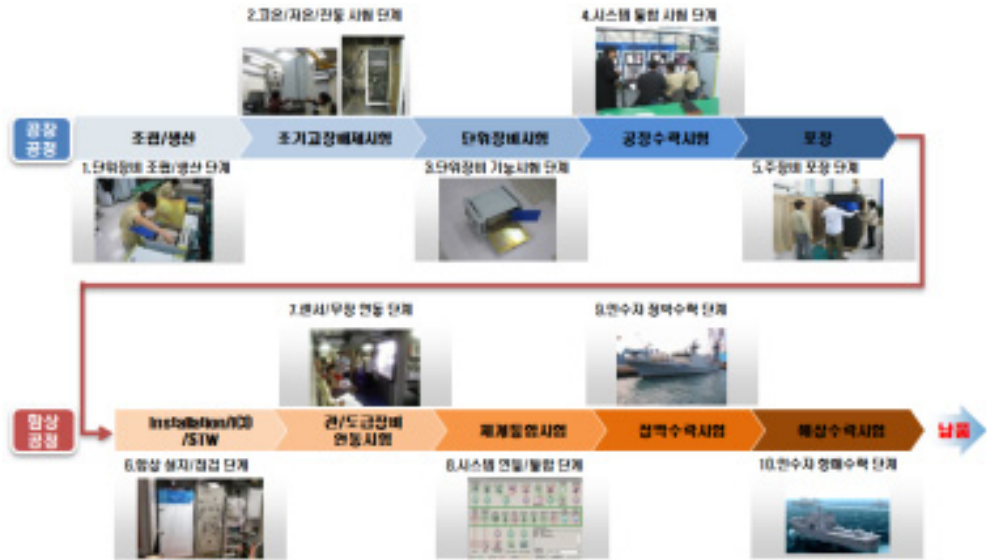 2.고온/저온/진동 시험 단계
4.시스템 통합 시험 단계
공장
공정
조립/생산
조기고장배제시험
단위장비시험
공장수락시험
포장
1.단위장비 조립/생산 단계
3.단위장비 기능시험 단계
5.주장비 포장 단계
7.센서/무장 연동 단계
9.인수자 정박수락 단계
함상
공정
Installation/ICO
/STW
관/도급장비
연동시험
체계통합시험
정박수락시험
해상수락시험
납품
6.함상 설치/점검 단계
8.시스템 연동/통합 단계
10.인수자 항해수락 단계